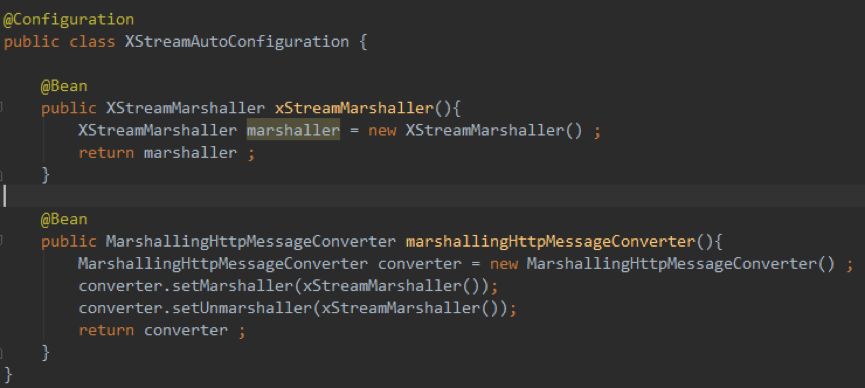 @Configuration
public class XStreamAutoConfiguration {
@Bean
public XStreamMarshaller xStreamMarshaller(){
XStreamMarshaller marshaller = new XStreamMarshaller() ;
return marshaller ;
}
@Bean
public MarshallingHttpMessageConverter marshallingHttpMessageConverter(){
MarshallingHttpMessageConverter converter = new MarshallingHttpMessageConverter() ;
converter.setMarshaller(xStreamMarshaller());
converter.setUnmarshaller(xStreamMarshaller());
return converter ;
}
}